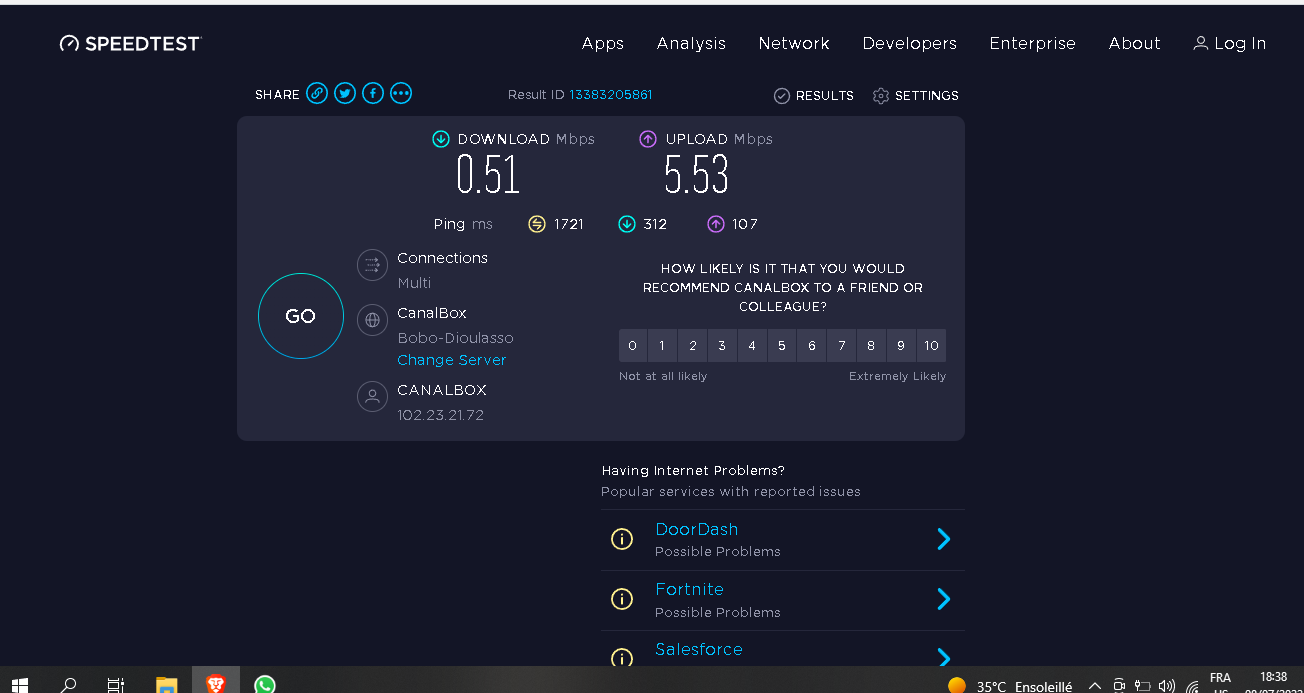 SPEEDTEST
Apps Analysis Network Developers Enterprise About Log In
SHARE Result ID 13383205861 RESULTS SETTINGS
DOWNLOAD Mbps UPLOAD Mbps
0.51 5.53
Ping ms 1721 312 107
Connections
Multi
GO
CanalBox
Bobo-Dioulasso
Change Server
CANALBOX
102.23.21.72
HOW LIKELY IS IT THAT YOU WOULD
RECOMMEND CANALBOX TO A FRIEND OR
COLLEAGUE?
0 1 2 3 4 5 6 7 8 9 10
Not at all likely Extremely Likely
Having Internet Problems?
Popular services with reported issues
DoorDash
Possible Problems
Fortnite
Possible Problems
Salesforce
35°C Ensoleillé FRA 18:38